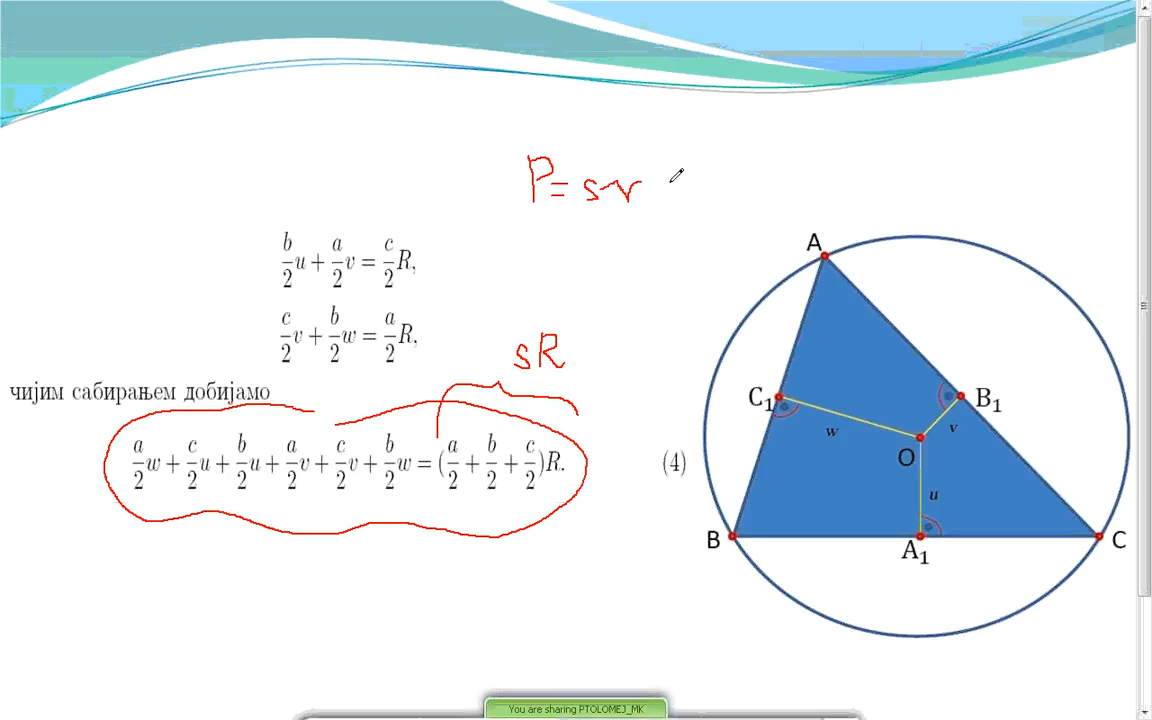 P = sr
b/2 u + a/2 v = c/2 R,
c/2 v + b/2 w = a/2 R,
sR
чијим сабирањем добијамо
a/2 w + c/2 u + b/2 u + a/2 v + c/2 v + b/2 w = (a/2 + b/2 + c/2)R.
(4)
A
C₁
B₁
w
v
O
u
B
A₁
C
You are sharing PTOLOMEJ_MK